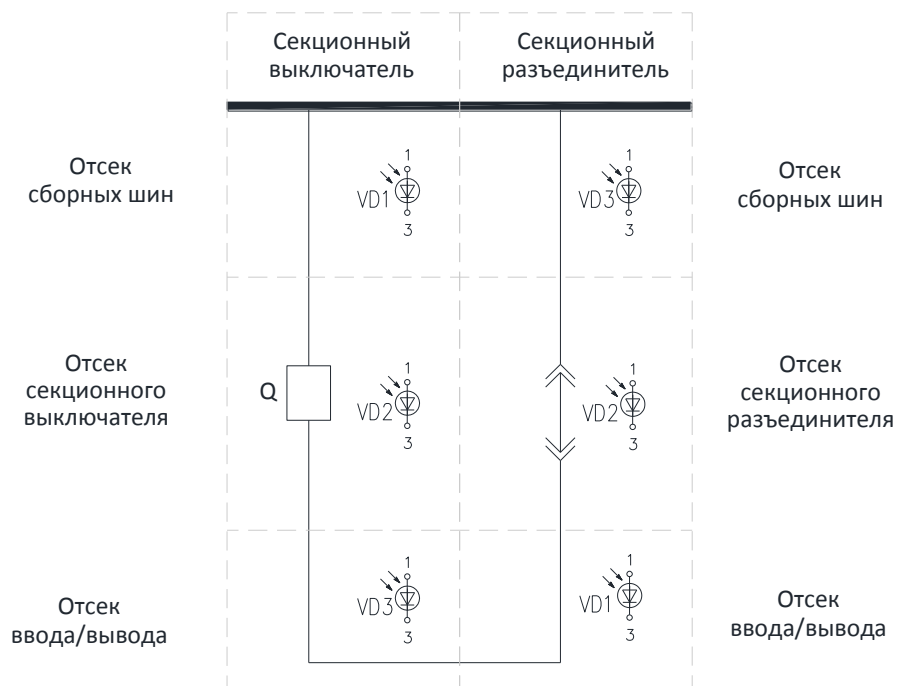 Секционный
выключатель
Секционный
разъединитель
Отсек
сборных шин
1
VD1
3
1
VD3
3
Отсек
сборных шин
Отсек
секционного
выключателя
Q
1
VD2
3
1
VD2
3
Отсек
секционного
разъединителя
Отсек
ввода/вывода
1
VD3
3
1
VD1
3
Отсек
ввода/вывода